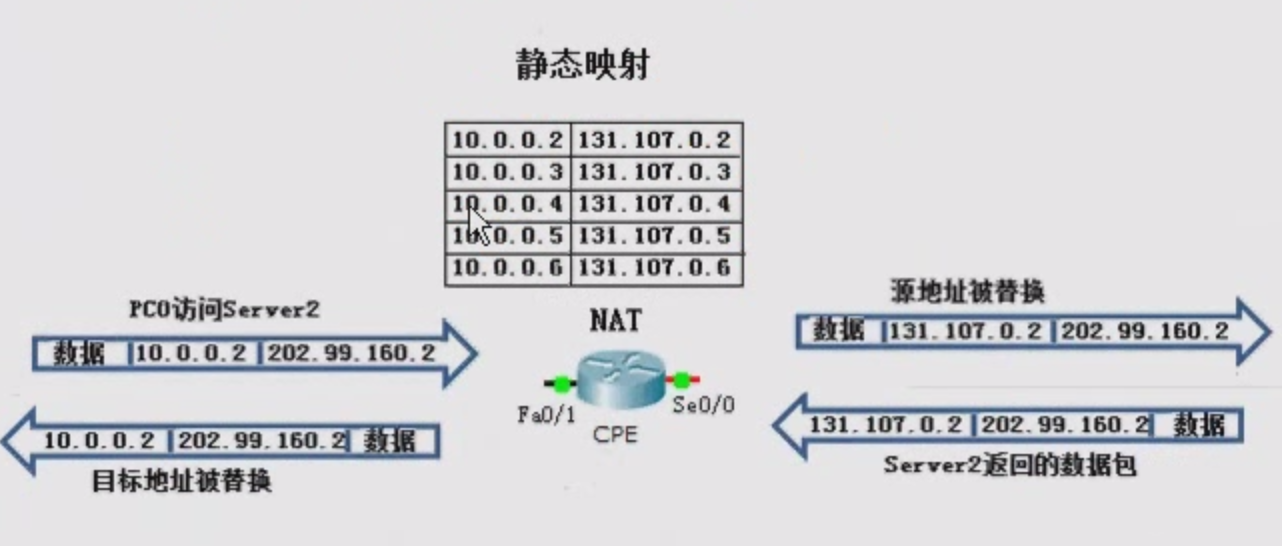 静态映射
10.0.0.2 131.107.0.2
10.0.0.3 131.107.0.3
10.0.0.4 131.107.0.4
10.0.0.5 131.107.0.5
10.0.0.6 131.107.0.6
PC0访问Server2
数据 10.0.0.2 202.99.160.2
10.0.0.2 202.99.160.2 数据
目标地址被替换
NAT
Fa0/1
Se0/0
CPE
源地址被替换
数据 131.107.0.2 202.99.160.2
131.107.0.2 202.99.160.2 数据
Server2返回的数据包